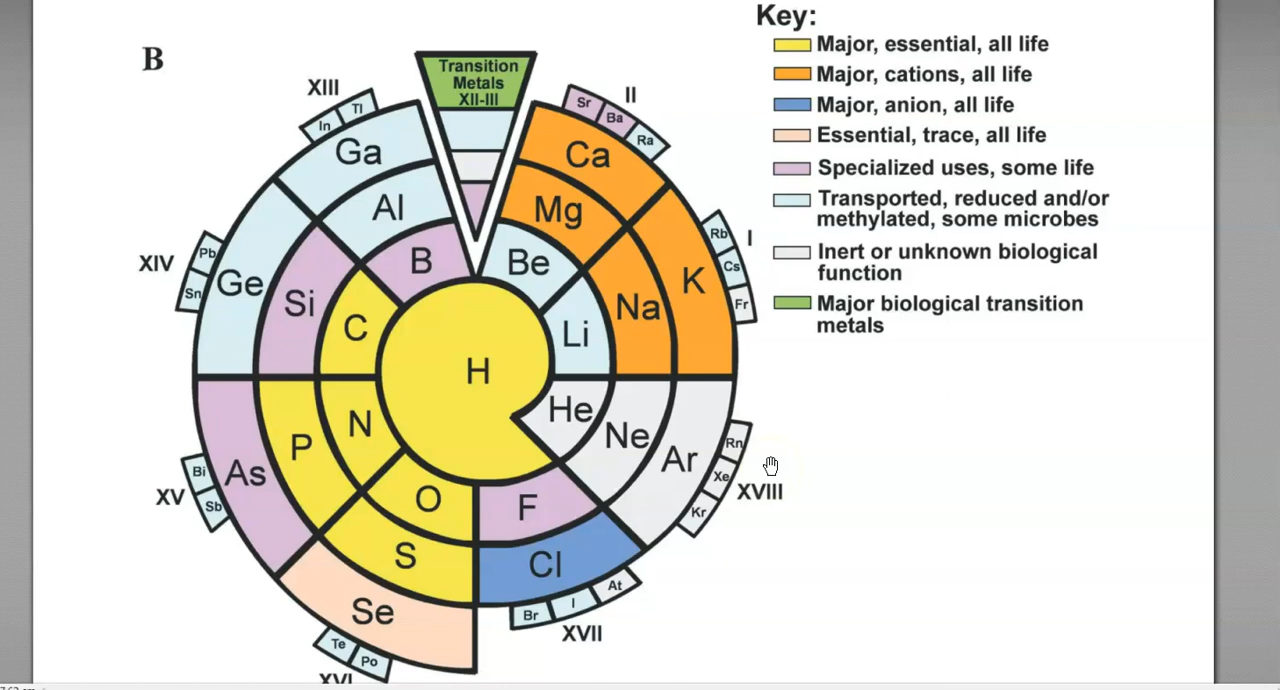 B
Key:
Major, essential, all life
Major, cations, all life
Major, anion, all life
Essential, trace, all life
Specialized uses, some life
Transported, reduced and/or
methylated, some microbes
Inert or unknown biological
function
Major biological transition
metals
Transition
Metals
XII-III
XIII
In
Tl
Ga
Al
B
II
Sr
Ba
Ra
Ca
Mg
Be
I
Rb
Cs
Fr
K
Na
Li
XIV
Pb
Sn
Ge
Si
C
H
He
Ne
Ar
Rn
Xe
Kr
XVIII
XV
Bi
Sb
As
P
N
O
S
Se
Te
Po
XVI
F
Cl
Br
I
At
XVII